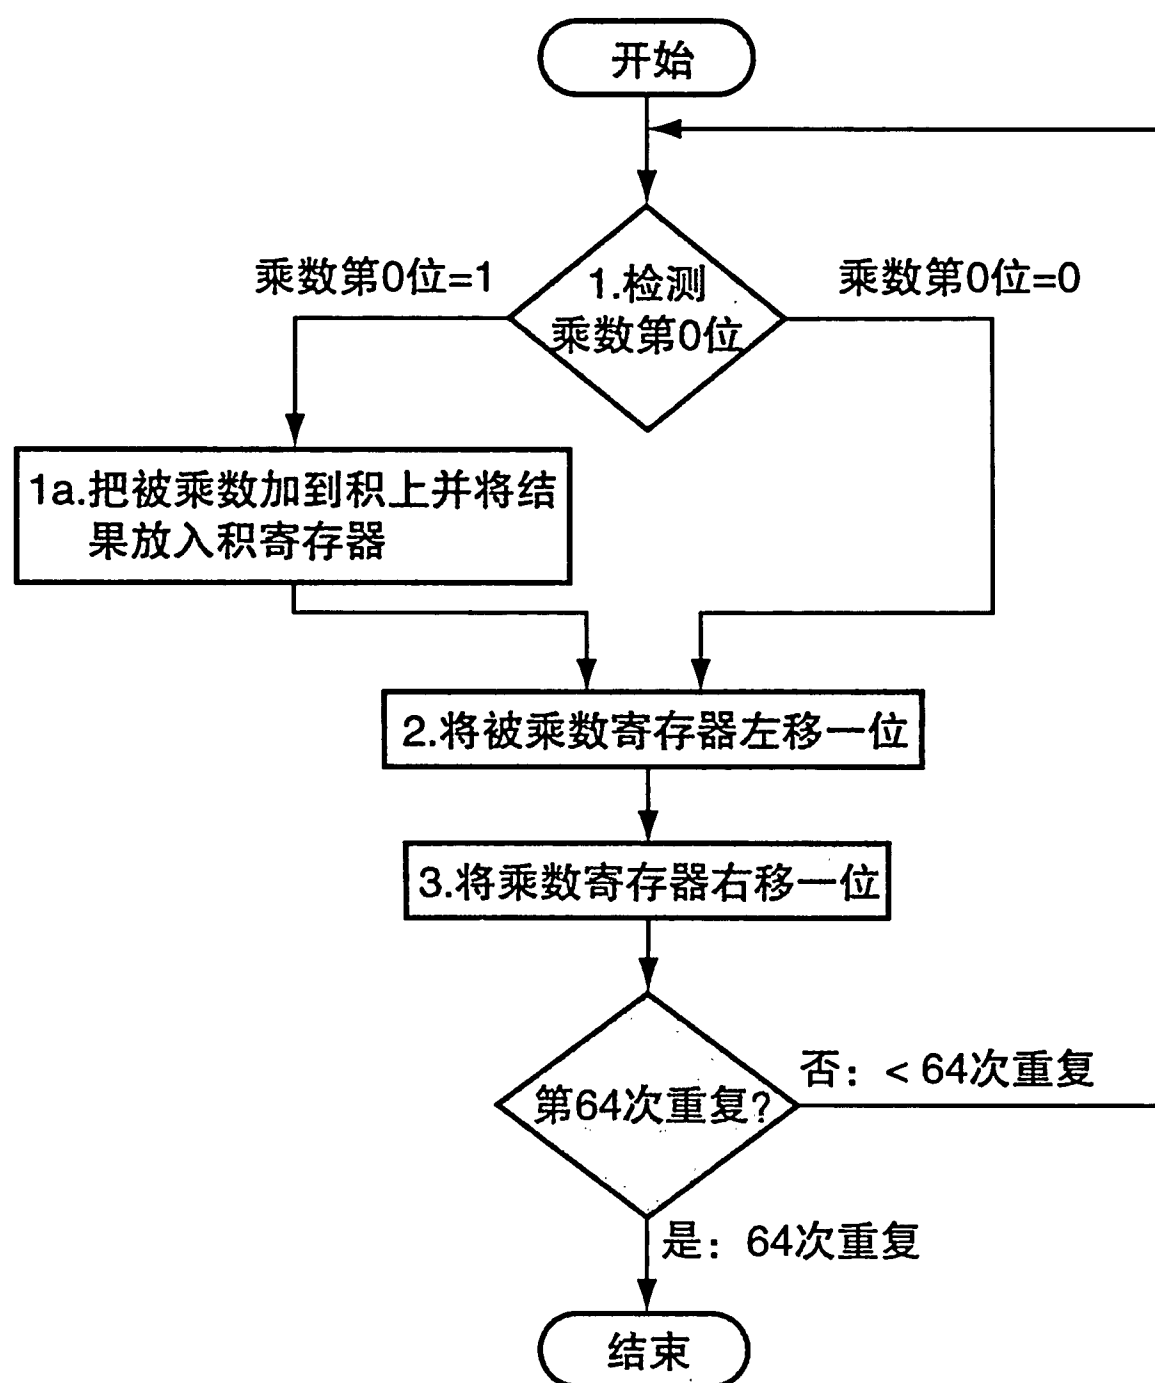 开始
乘数第0位=1
1.检测
乘数第0位
乘数第0位=0
1a.把被乘数加到积上并将结
果放入积寄存器
2.将被乘数寄存器左移一位
3.将乘数寄存器右移一位
第64次重复?
否：< 64次重复
是：64次重复
结束